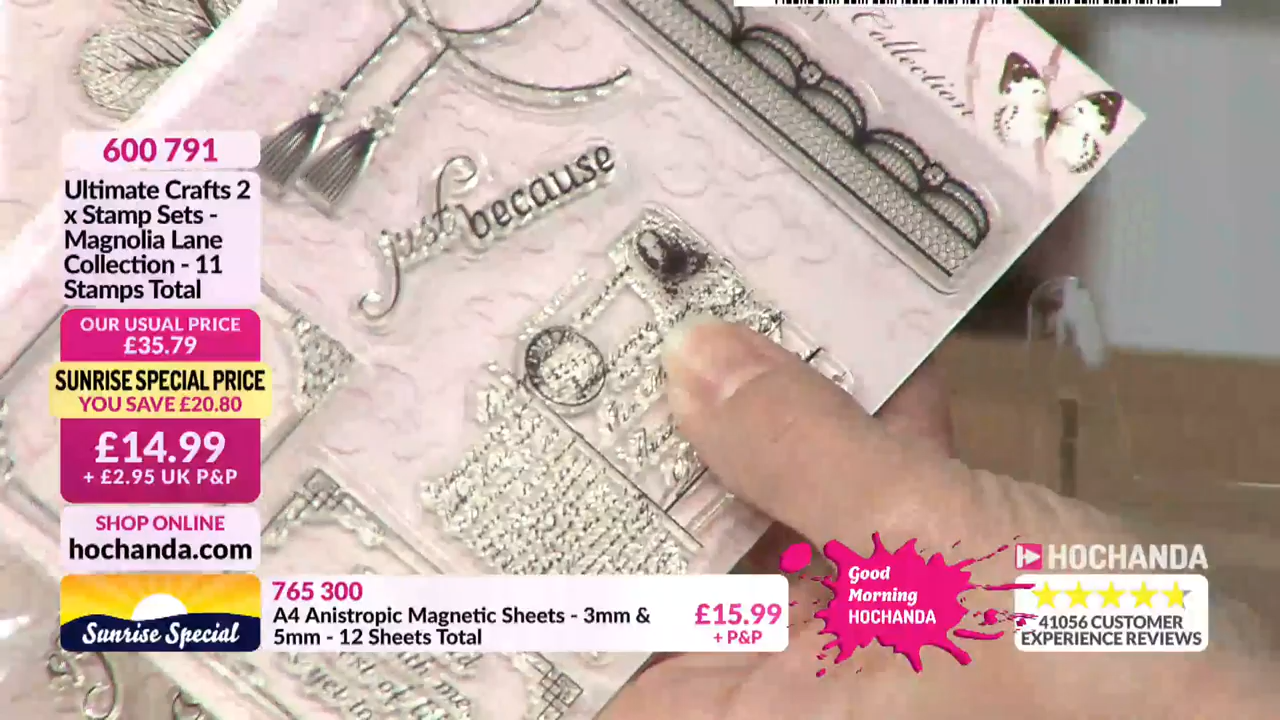 Collection
600 791
Ultimate Crafts 2
x Stamp Sets -
Magnolia Lane
Collection - 11
Stamps Total
OUR USUAL PRICE
£35.79
SUNRISE SPECIAL PRICE
YOU SAVE £20.80
£14.99
+ £2.95 UK P&P
SHOP ONLINE
hochanda.com
Sunrise Special
just because
765 300
A4 Anistropic Magnetic Sheets - 3mm &
5mm - 12 Sheets Total
£15.99
+ P&P
Good
Morning
HOCHANDA
HOCHANDA
41056 CUSTOMER
EXPERIENCE REVIEWS